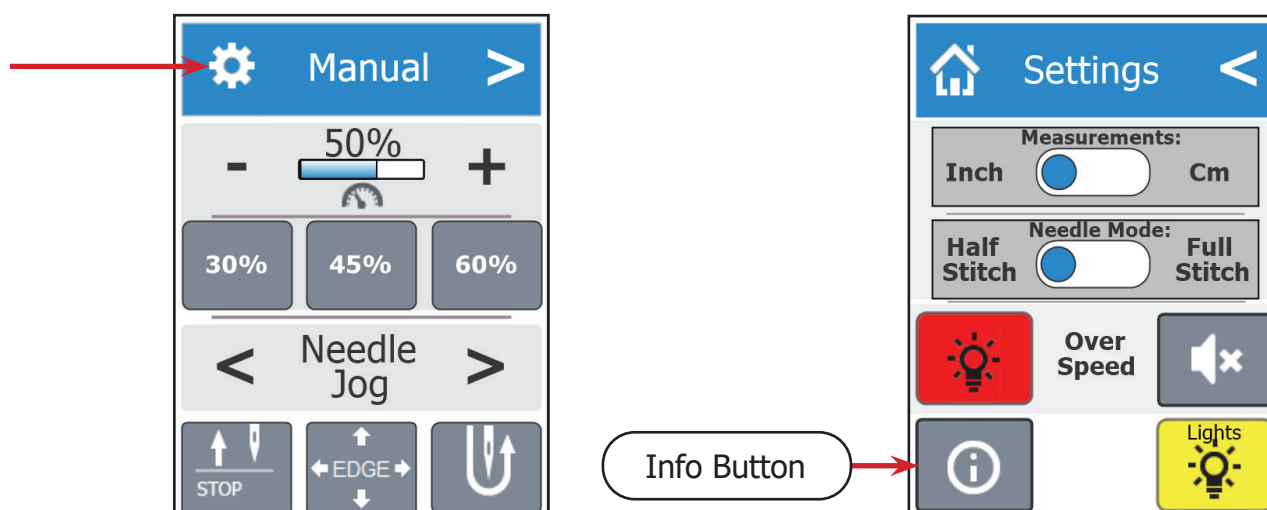 Manual >
50%
- +
30% 45% 60%
< Needle >
Jog
STOP
EDGE
Settings <
Measurements:
Inch Cm
Needle Mode:
Half Full
Stitch Stitch
Over
Speed
Info Button
Lights